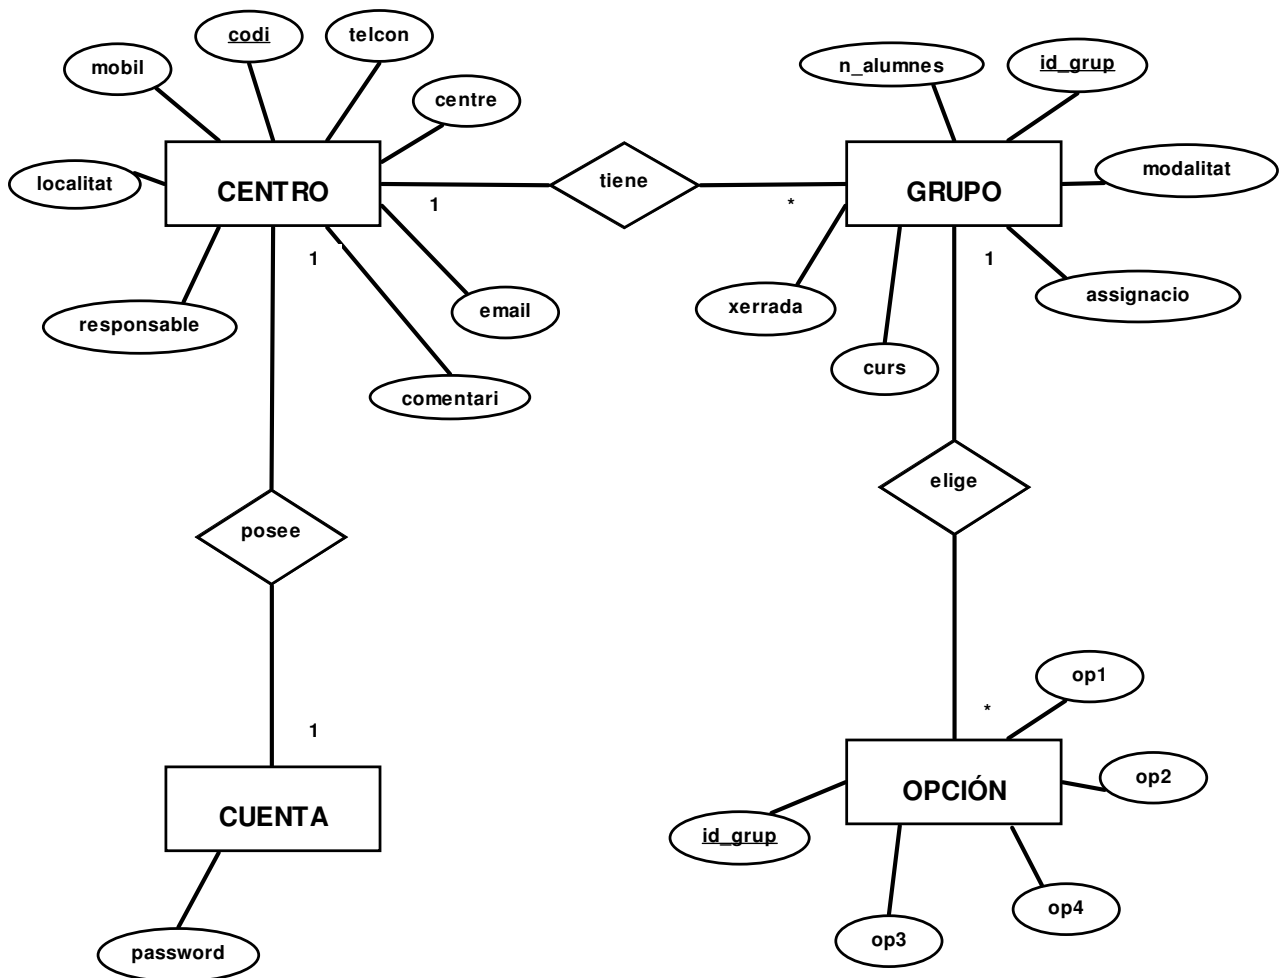 codi
telcon
mobil
centre
n_alumnes
id_grup
localitat
CENTRO
1
tiene
*
GRUPO
modalitat
1
1
responsable
email
xerrada
assignacio
comentari
curs
posee
elige
1
*
op1
CUENTA
OPCIÓN
op2
id_grup
op4
op3
password